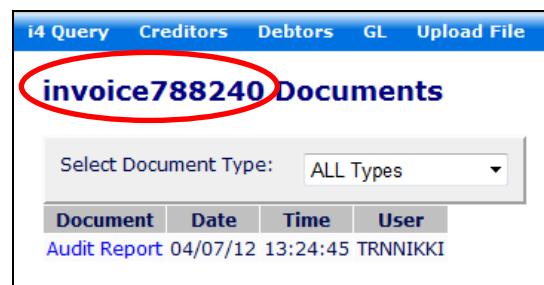 i4 Query Creditors Debtors GL Upload File
invoice788240 Documents
Select Document Type: ALL Types
Document Date Time User
Audit Report 04/07/12 13:24:45 TRNNIKKI